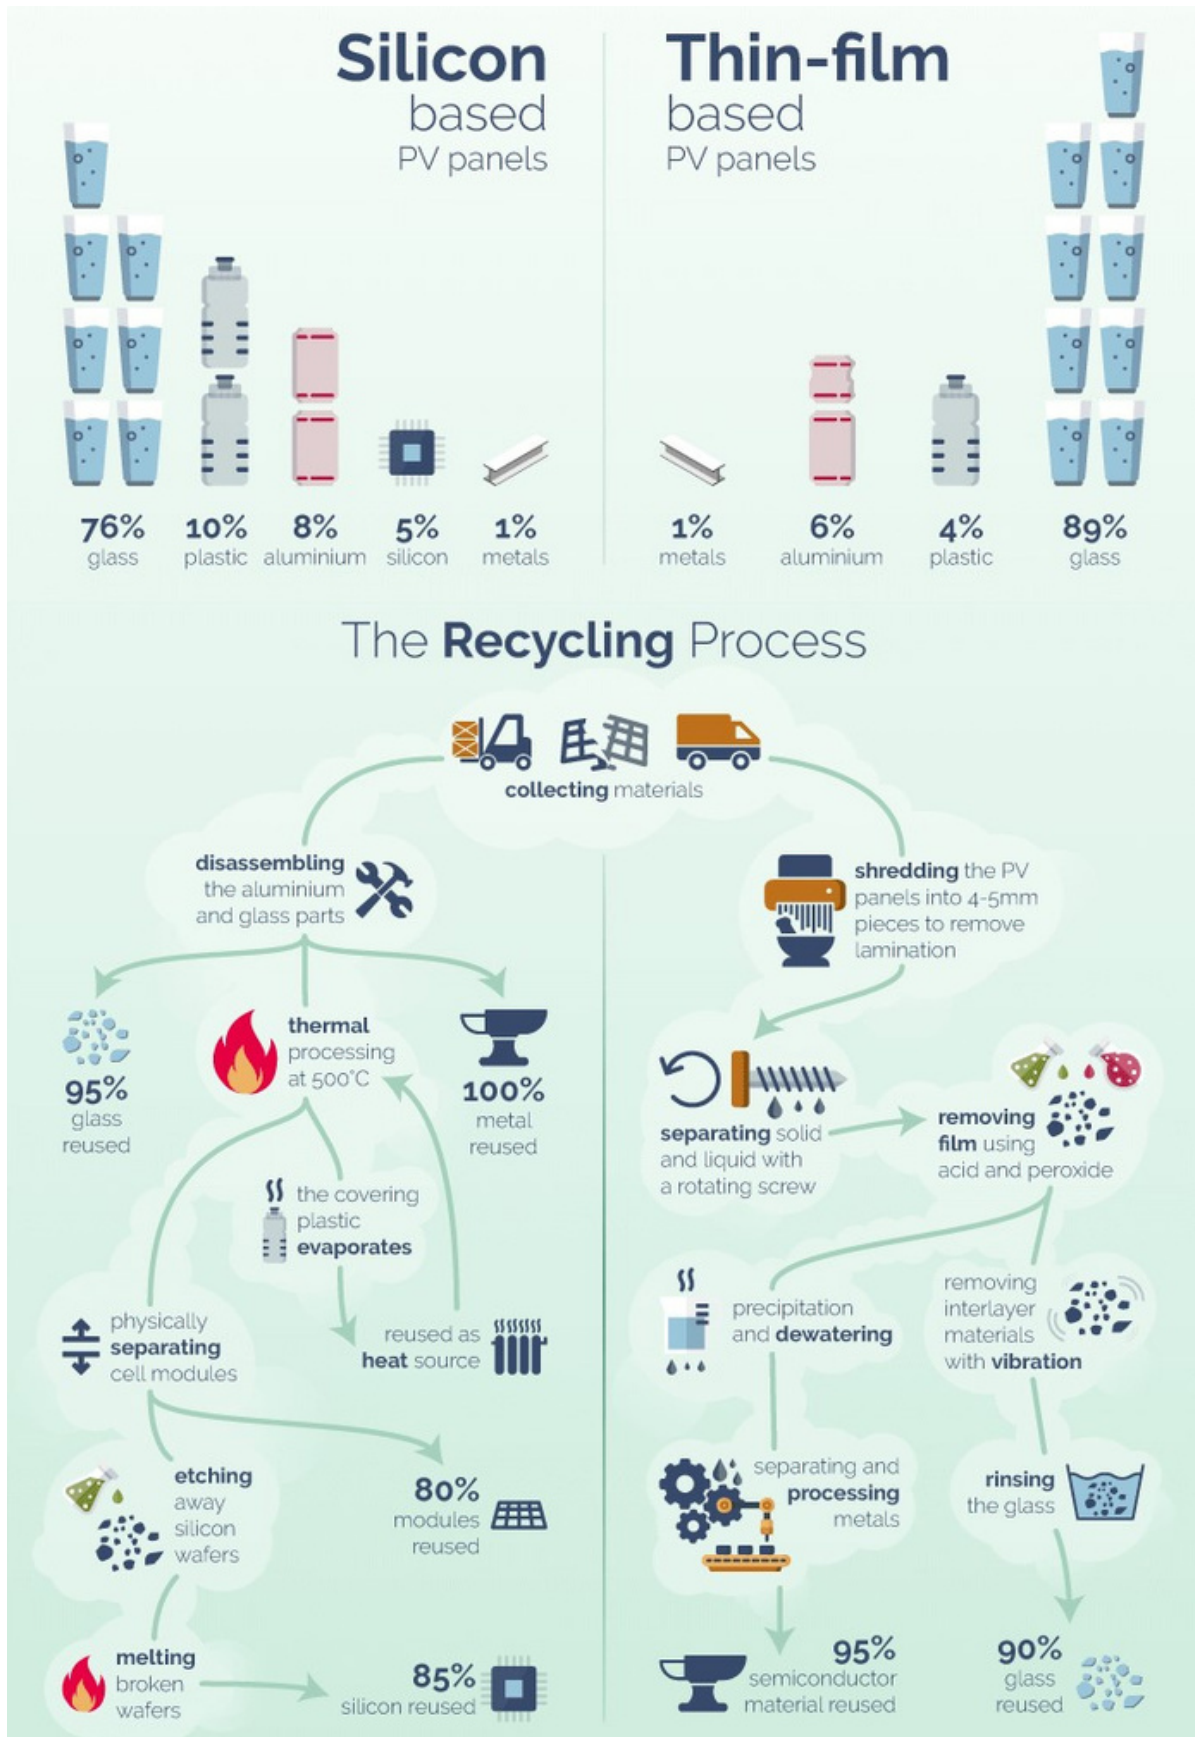 Silicon
based
PV panels
Thin-film
based
PV panels
76%
glass
10%
plastic
8%
aluminium
5%
silicon
1%
metals
1%
metals
6%
aluminium
4%
plastic
89%
glass
The Recycling Process
collecting materials
disassembling
the aluminium
and glass parts
95%
glass
reused
thermal
processing
at 500°C
100%
metal
reused
the covering
plastic
evaporates
reused as
heat source
physically
separating
cell modules
etching
away
silicon
wafers
80%
modules
reused
melting
broken
wafers
85%
silicon reused
shredding the PV
panels into 4-5mm
pieces to remove
lamination
separating solid
and liquid with
a rotating screw
removing
film using
acid and peroxide
precipitation
and dewatering
removing
interlayer
materials
with vibration
separating and
processing
metals
rinsing
the glass
95%
semiconductor
material reused
90%
glass
reused